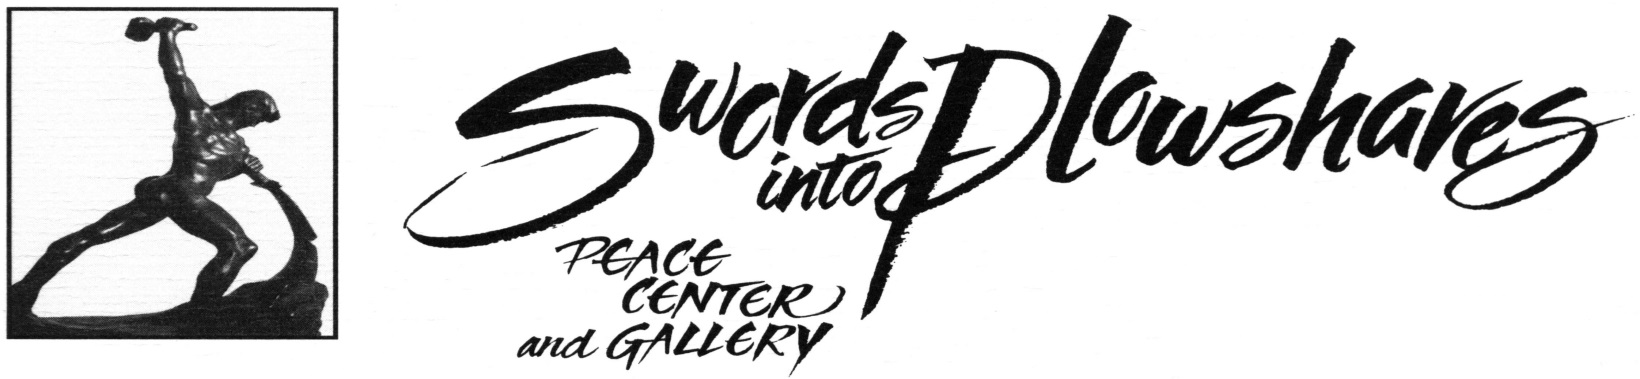 Swords
into Plowshares
PEACE
CENTER
and GALLERY